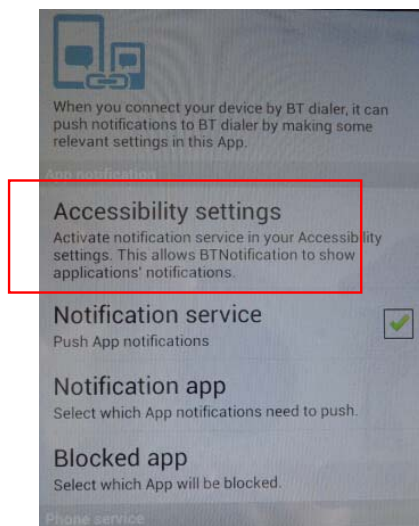 When you connect your device by BT dialer, it can
push notifications to BT dialer by making some
relevant settings in this App.
App notification
Accessibility settings
Activate notification service in your Accessibility
settings. This allows BTNotification to show
applications' notifications.
Notification service
Push App notifications
Notification app
Select which App notifications need to push.
Blocked app
Select which App will be blocked.
Phone service